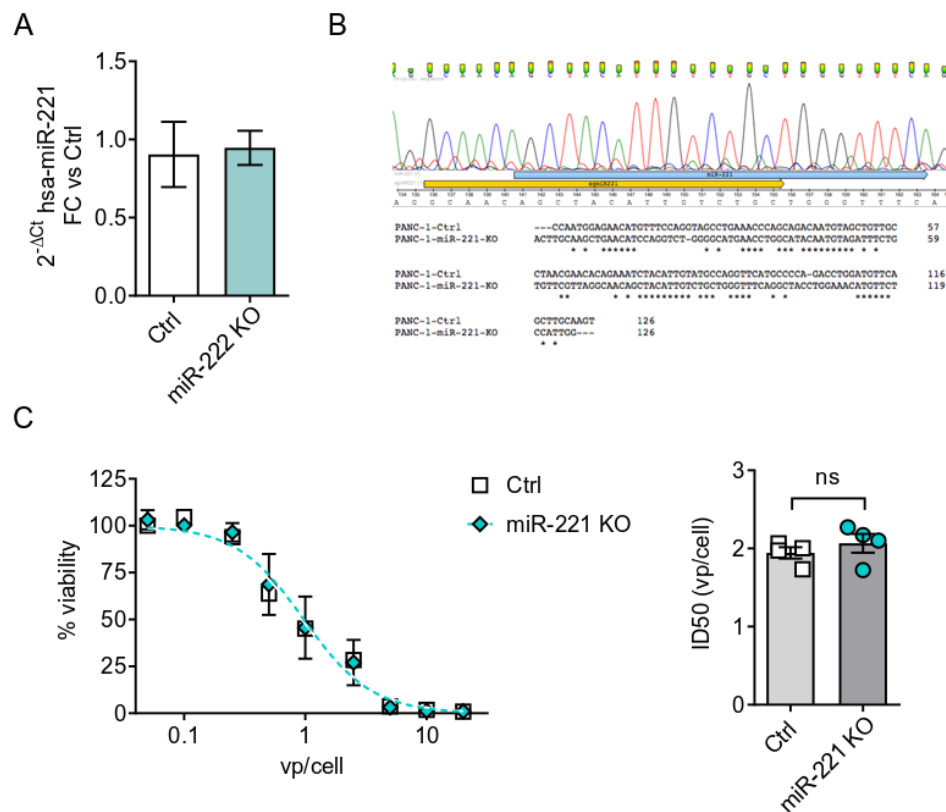 A
2^-ΔCt hsa-miR-221
FC vs Ctrl
1.5
1.0
0.5
0.0
Ctrl
miR-222 KO
B
miR-221
sgmiR221
A G G C A A C A G C T A C A T T G T C T G C T G G G T T T C A
PANC-1-Ctrl ---CCAATGGAGAACATGTTTCCAGGTAGCCTGAAACCCAGCAGACAATGTAGCTGTTGC 57
PANC-1-miR-221-KO ACTTGCAAGCTGAACATCCAGGTCT-GGGGCATGAACCTGGCATACAATGTAGATTTCTG 59
PANC-1-Ctrl CTAACGAACACAGAAATCTACATTGTATGCCAGGTTCATGCCCCA-GACCTGGATGTTCA 116
PANC-1-miR-221-KO TGTTCGTTAGGCAACAGCTACATTGTCTGCTGGGTTTCAGGCTACCTGGAAACATGTTCT 119
PANC-1-Ctrl GCTTGCAAGT 126
PANC-1-miR-221-KO CCATTGG--- 126
C
% viability
125
100
75
50
25
0
0.1
1
10
vp/cell
Ctrl
miR-221 KO
ID50 (vp/cell)
3
2
1
0
ns
Ctrl
miR-221 KO